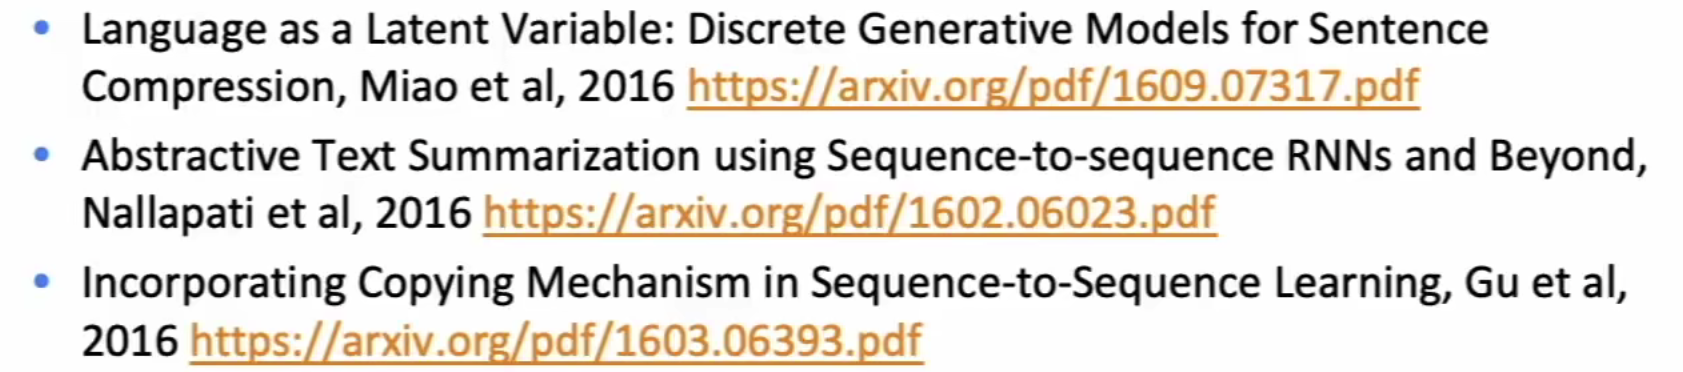 • Language as a Latent Variable: Discrete Generative Models for Sentence
Compression, Miao et al, 2016 https://arxiv.org/pdf/1609.07317.pdf
• Abstractive Text Summarization using Sequence-to-sequence RNNs and Beyond,
Nallapati et al, 2016 https://arxiv.org/pdf/1602.06023.pdf
• Incorporating Copying Mechanism in Sequence-to-Sequence Learning, Gu et al,
2016 https://arxiv.org/pdf/1603.06393.pdf